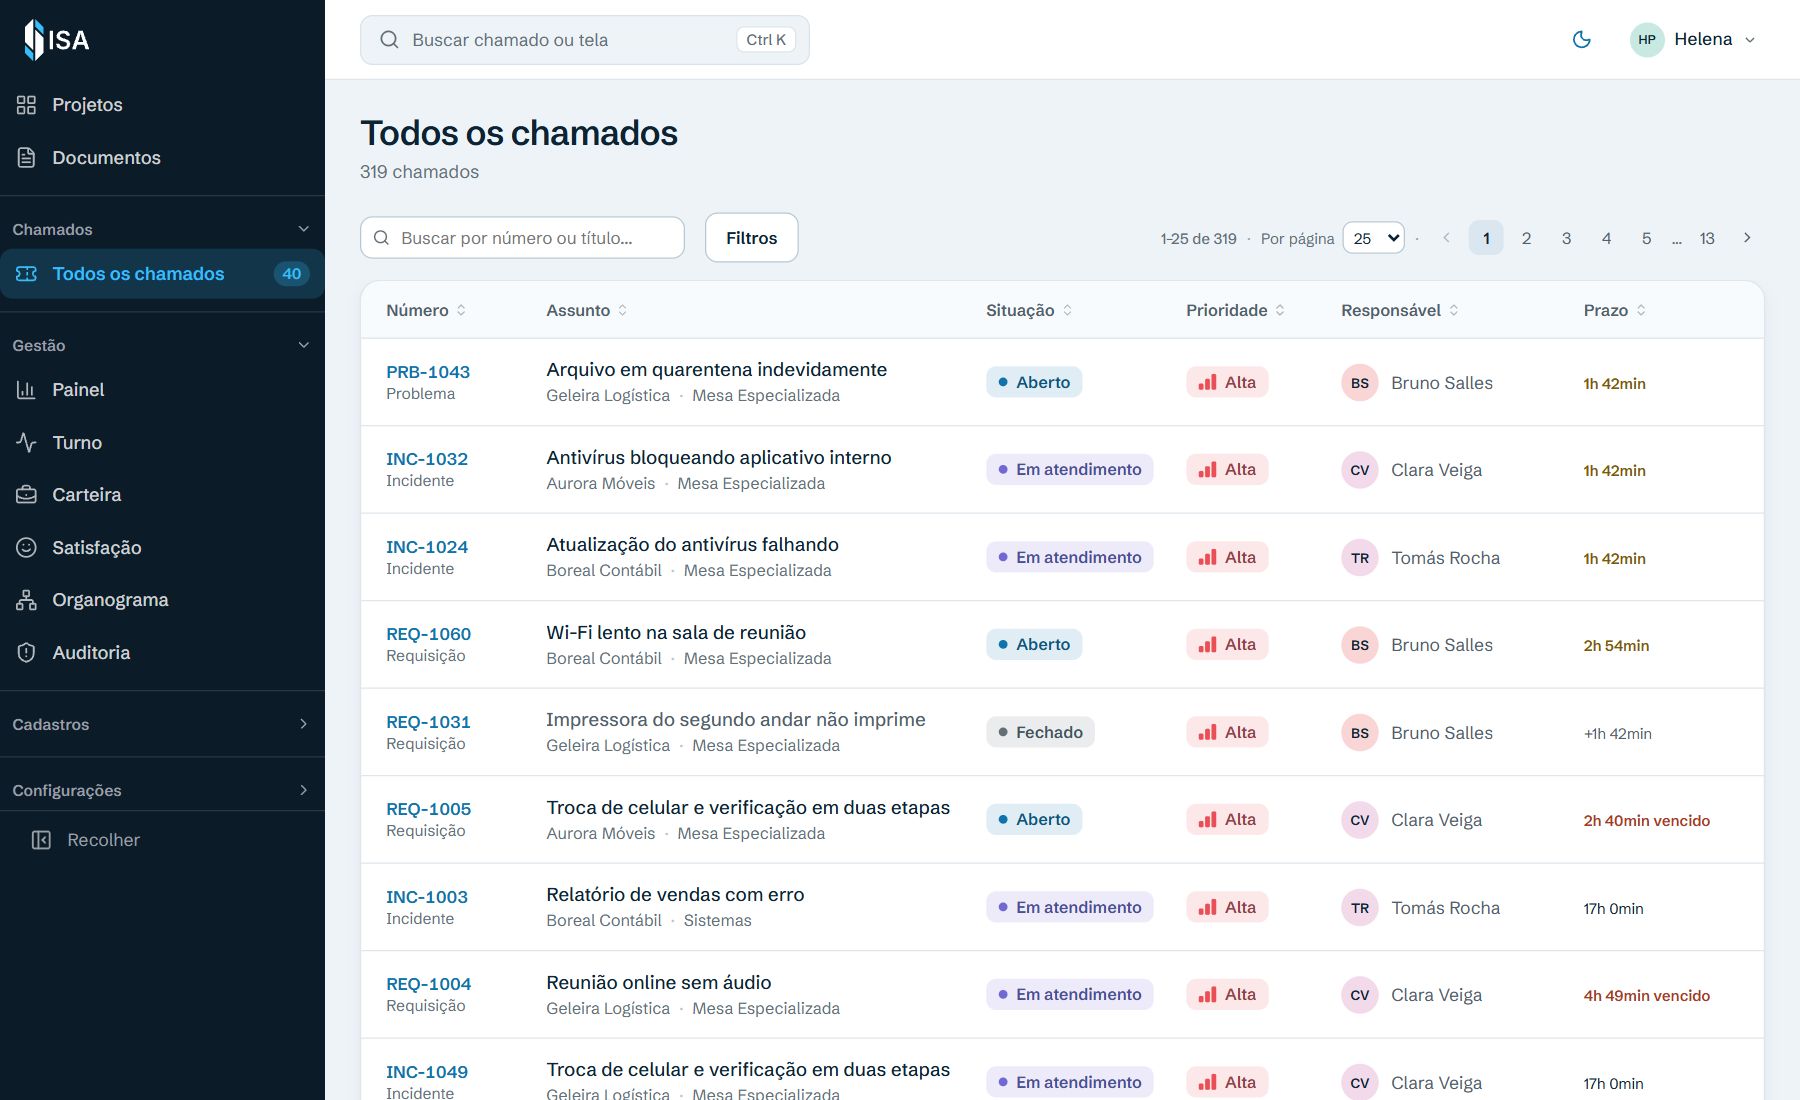 ISA
Buscar chamado ou tela
Ctrl K
HP
Helena
Projetos
Documentos
Chamados
Todos os chamados
40
Gestão
Painel
Turno
Carteira
Satisfação
Organograma
Auditoria
Cadastros
Configurações
Recolher
Todos os chamados
319 chamados
Buscar por número ou título...
Filtros
1-25 de 319 · Por página 25 · 1 2 3 4 5 ... 13
Número Assunto Situação Prioridade Responsável Prazo
PRB-1043 Arquivo em quarentena indevidamente Aberto Alta BS Bruno Salles 1h 42min
Problema Geleira Logística · Mesa Especializada
INC-1032 Antivírus bloqueando aplicativo interno Em atendimento Alta CV Clara Veiga 1h 42min
Incidente Aurora Móveis · Mesa Especializada
INC-1024 Atualização do antivírus falhando Em atendimento Alta TR Tomás Rocha 1h 42min
Incidente Boreal Contábil · Mesa Especializada
REQ-1060 Wi-Fi lento na sala de reunião Aberto Alta BS Bruno Salles 2h 54min
Requisição Boreal Contábil · Mesa Especializada
REQ-1031 Impressora do segundo andar não imprime Fechado Alta BS Bruno Salles +1h 42min
Requisição Geleira Logística · Mesa Especializada
REQ-1005 Troca de celular e verificação em duas etapas Aberto Alta CV Clara Veiga 2h 40min vencido
Requisição Aurora Móveis · Mesa Especializada
INC-1003 Relatório de vendas com erro Em atendimento Alta TR Tomás Rocha 17h 0min
Incidente Boreal Contábil · Sistemas
REQ-1004 Reunião online sem áudio Em atendimento Alta CV Clara Veiga 4h 49min vencido
Requisição Geleira Logística · Mesa Especializada
INC-1049 Troca de celular e verificação em duas etapas Em atendimento Alta CV Clara Veiga 17h 0min
Incidente Geleira Logística · Mesa Especializada